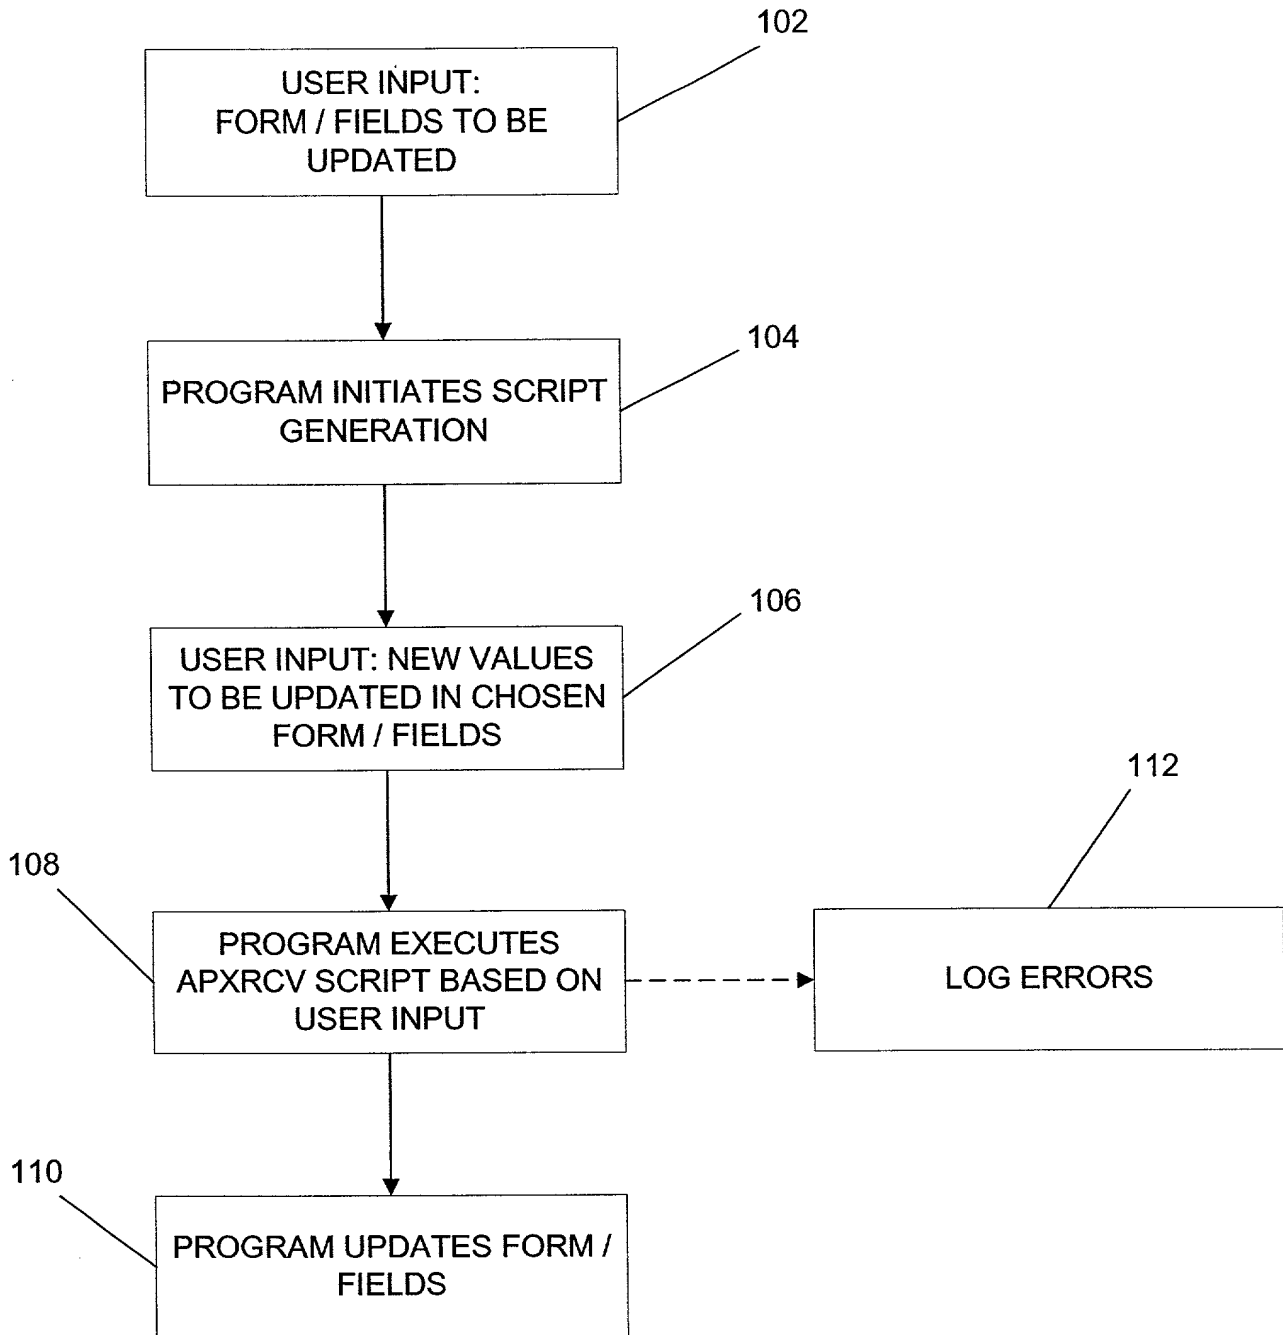 102
USER INPUT:
FORM / FIELDS TO BE
UPDATED
104
PROGRAM INITIATES SCRIPT
GENERATION
106
USER INPUT: NEW VALUES
TO BE UPDATED IN CHOSEN
FORM / FIELDS
108
PROGRAM EXECUTES
APXRCV SCRIPT BASED ON
USER INPUT
112
LOG ERRORS
110
PROGRAM UPDATES FORM /
FIELDS